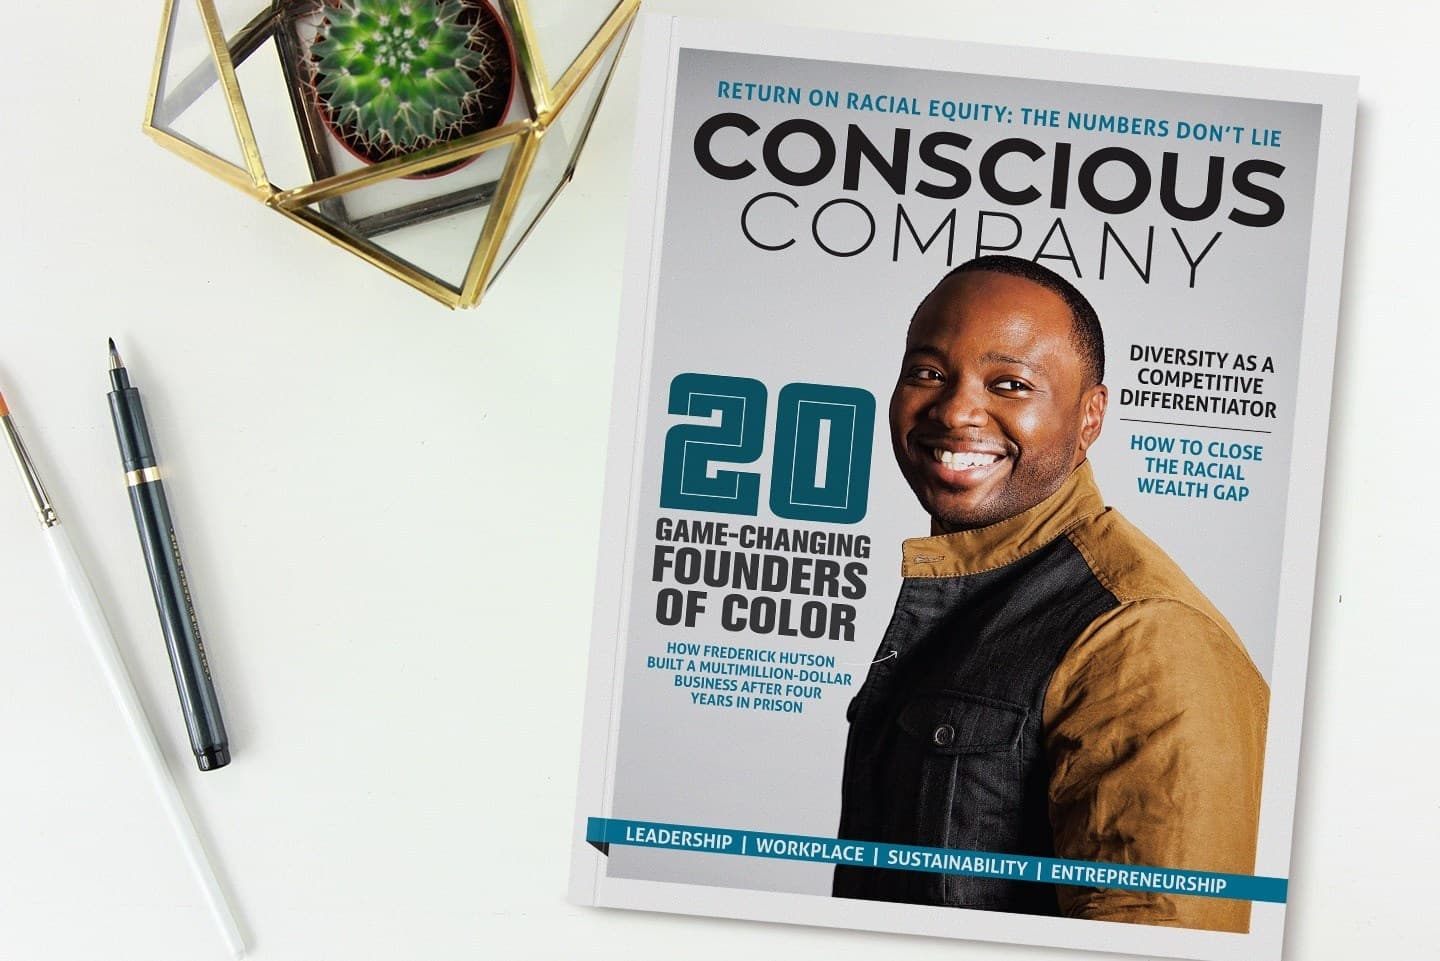 RETURN ON RACIAL EQUITY: THE NUMBERS DON'T LIE
CONSCIOUS
COMPANY
DIVERSITY AS A
COMPETITIVE
DIFFERENTIATOR
HOW TO CLOSE
THE RACIAL
WEALTH GAP
20
GAME-CHANGING
FOUNDERS
OF COLOR
HOW FREDERICK HUTSON
BUILT A MULTIMILLION-DOLLAR
BUSINESS AFTER FOUR
YEARS IN PRISON
LEADERSHIP | WORKPLACE | SUSTAINABILITY | ENTREPRENEURSHIP